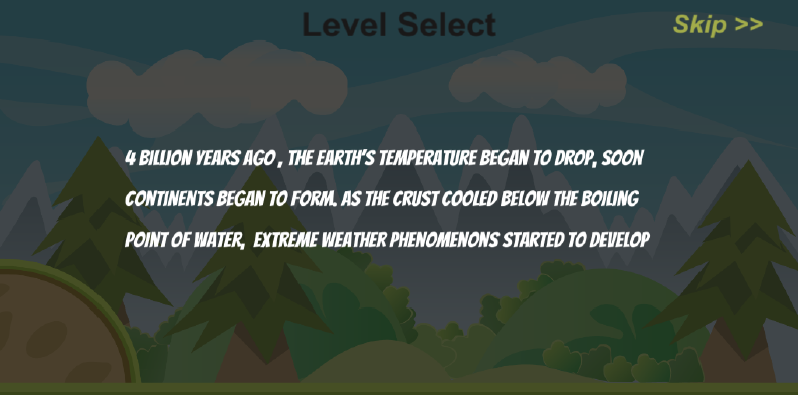 Level Select
Skip >>
4 BILLION YEARS AGO , THE EARTH'S TEMPERATURE BEGAN TO DROP, SOON
CONTINENTS BEGAN TO FORM. AS THE CRUST COOLED BELOW THE BOILING
POINT OF WATER,  EXTREME WEATHER PHENOMENONS STARTED TO DEVELOP